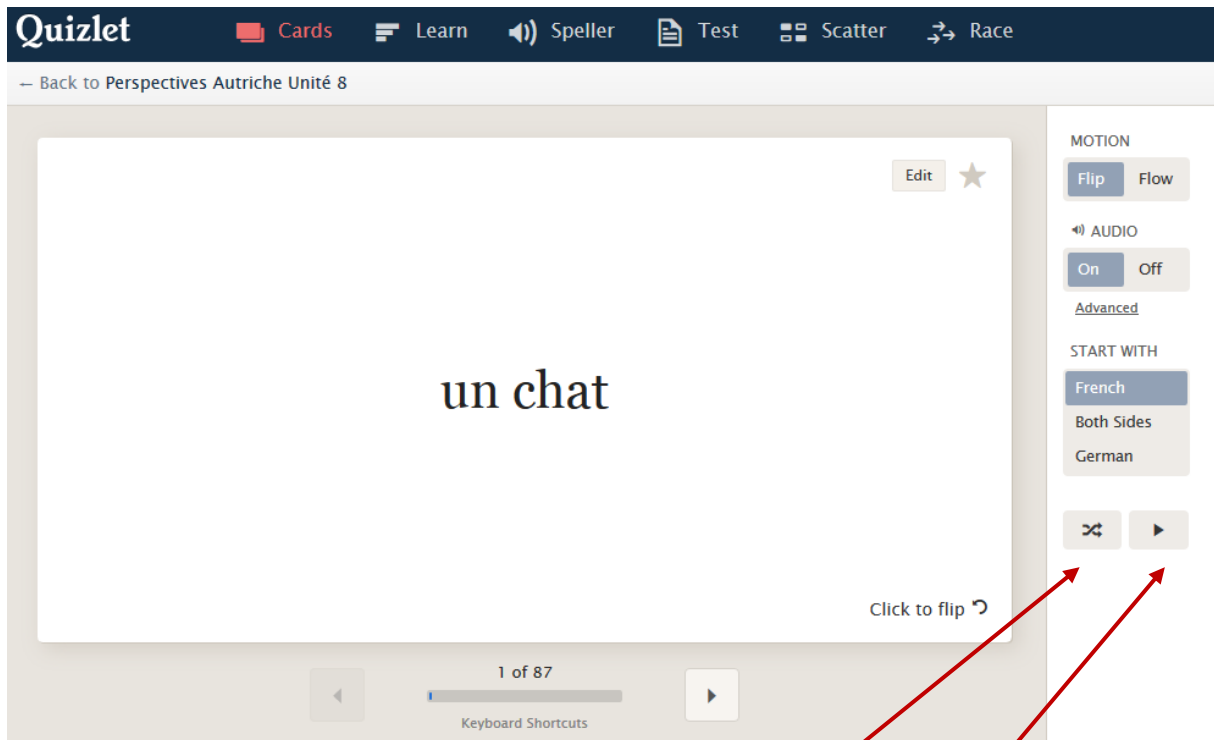 Quizlet Cards Learn Speller Test Scatter Race
← Back to Perspectives Autriche Unité 8
Edit
un chat
Click to flip
1 of 87
Keyboard Shortcuts
MOTION
Flip Flow
AUDIO
On Off
Advanced
START WITH
French
Both Sides
German